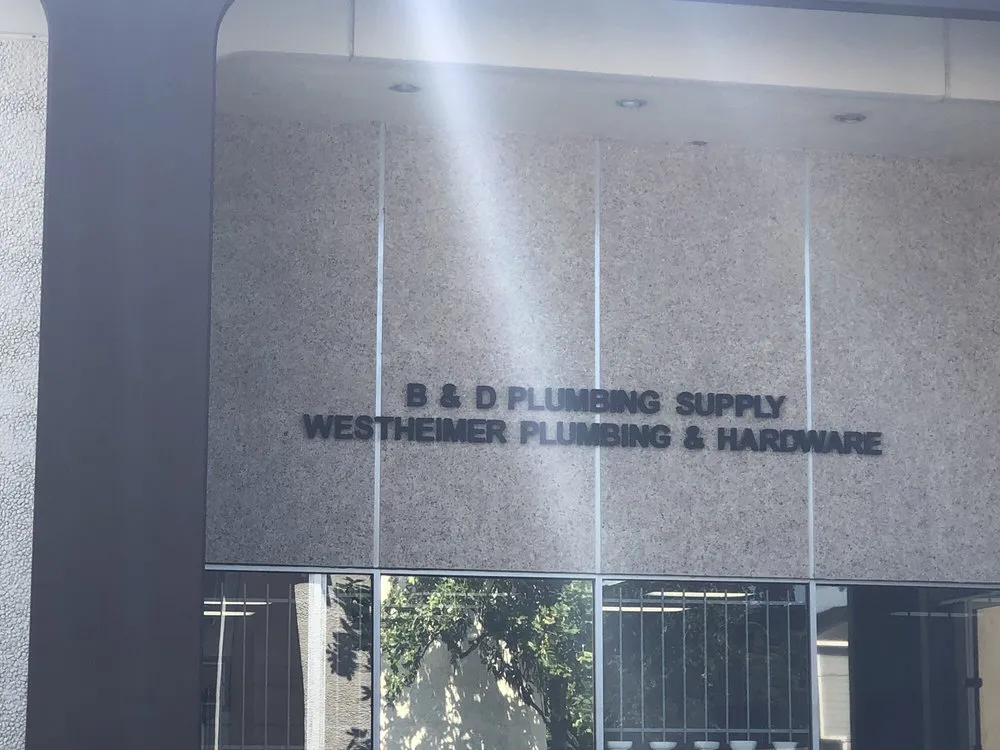 B & D PLUMBING SUPPLY
WESTHEIMER PLUMBING & HARDWARE